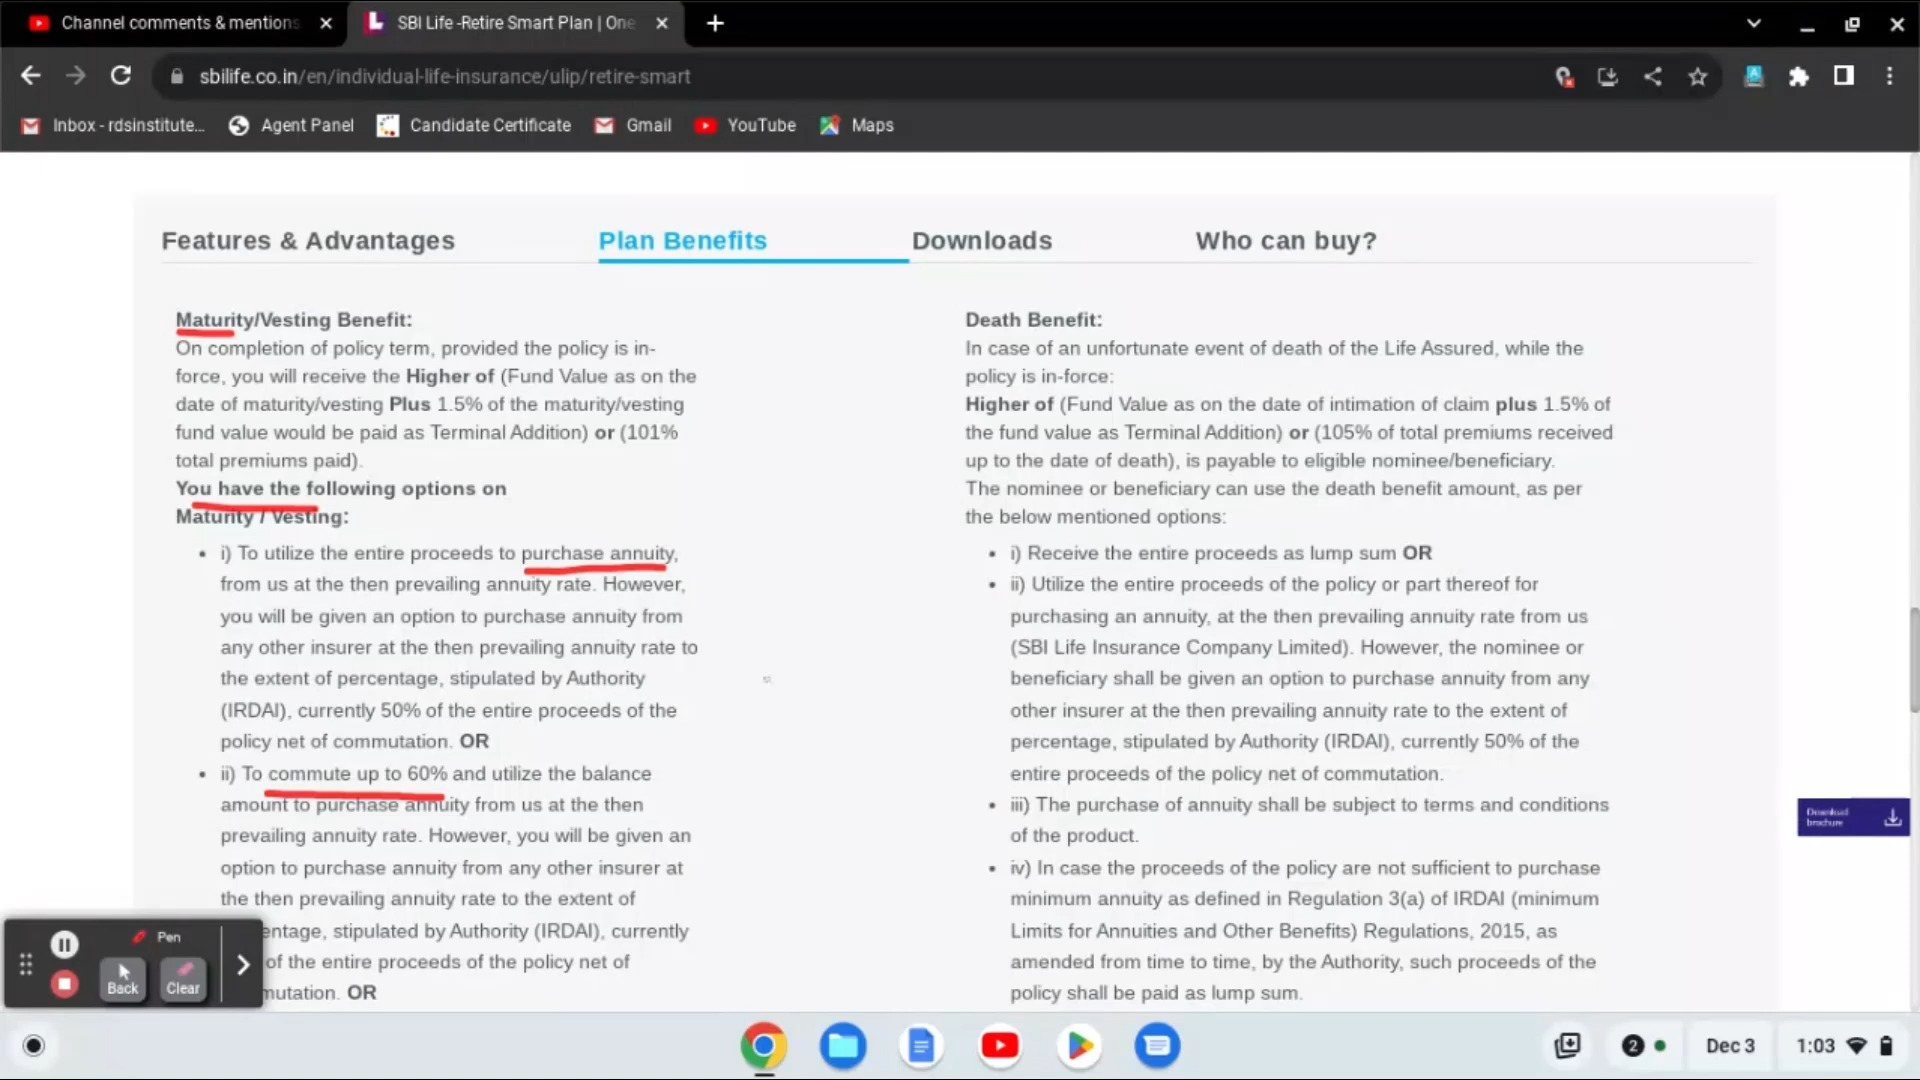 Channel comments & mentions
SBI Life -Retire Smart Plan | One
sbilife.co.in/en/individual-life-insurance/ulip/retire-smart
Inbox - rdsinstitute...
Agent Panel
Candidate Certificate
Gmail
YouTube
Maps
Features & Advantages
Plan Benefits
Downloads
Who can buy?
Maturity/Vesting Benefit:
On completion of policy term, provided the policy is in-
force, you will receive the Higher of (Fund Value as on the
date of maturity/vesting Plus 1.5% of the maturity/vesting
fund value would be paid as Terminal Addition) or (101%
total premiums paid).
You have the following options on
Maturity / Vesting:
• i) To utilize the entire proceeds to purchase annuity,
from us at the then prevailing annuity rate. However,
you will be given an option to purchase annuity from
any other insurer at the then prevailing annuity rate to
the extent of percentage, stipulated by Authority
(IRDAI), currently 50% of the entire proceeds of the
policy net of commutation. OR
• ii) To commute up to 60% and utilize the balance
amount to purchase annuity from us at the then
prevailing annuity rate. However, you will be given an
option to purchase annuity from any other insurer at
the then prevailing annuity rate to the extent of
entage, stipulated by Authority (IRDAI), currently
of the entire proceeds of the policy net of
mutation. OR
Death Benefit:
In case of an unfortunate event of death of the Life Assured, while the
policy is in-force:
Higher of (Fund Value as on the date of intimation of claim plus 1.5% of
the fund value as Terminal Addition) or (105% of total premiums received
up to the date of death), is payable to eligible nominee/beneficiary.
The nominee or beneficiary can use the death benefit amount, as per
the below mentioned options:
• i) Receive the entire proceeds as lump sum OR
• ii) Utilize the entire proceeds of the policy or part thereof for
purchasing an annuity, at the then prevailing annuity rate from us
(SBI Life Insurance Company Limited). However, the nominee or
beneficiary shall be given an option to purchase annuity from any
other insurer at the then prevailing annuity rate to the extent of
percentage, stipulated by Authority (IRDAI), currently 50% of the
entire proceeds of the policy net of commutation.
• iii) The purchase of annuity shall be subject to terms and conditions
of the product.
• iv) In case the proceeds of the policy are not sufficient to purchase
minimum annuity as defined in Regulation 3(a) of IRDAI (minimum
Limits for Annuities and Other Benefits) Regulations, 2015, as
amended from time to time, by the Authority, such proceeds of the
policy shall be paid as lump sum.
Download
brochure
Pen
Back
Clear
2
Dec 3
1:03